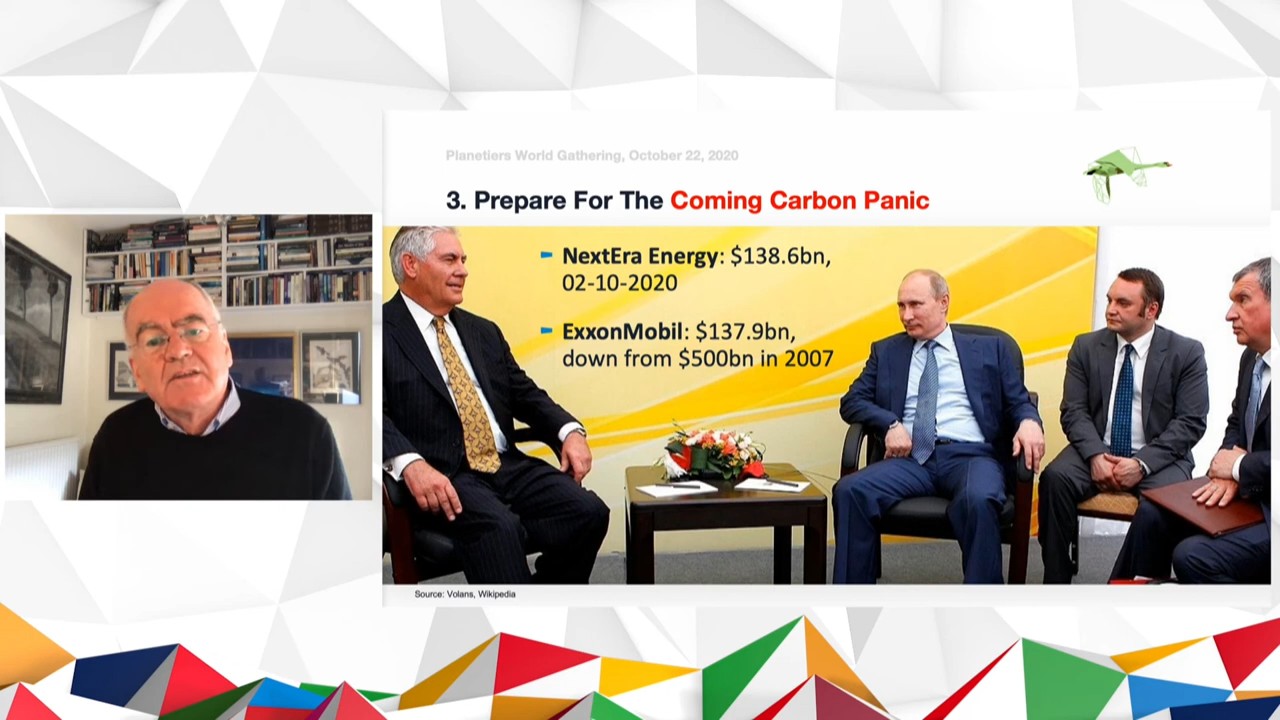 Planetiers World Gathering, October 22, 2020
3. Prepare For The Coming Carbon Panic
NextEra Energy: $138.6bn,
02-10-2020
ExxonMobil: $137.9bn,
down from $500bn in 2007
Source: Volans, Wikipedia